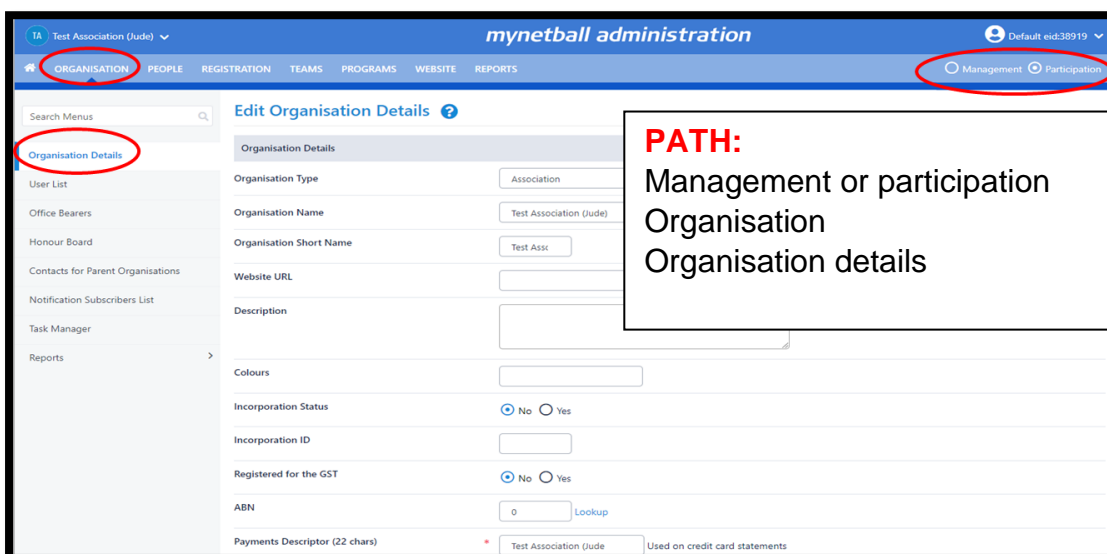 TA Test Association (Jude)
mynetball administration
Default eid:38919
ORGANISATION PEOPLE REGISTRATION TEAMS PROGRAMS WEBSITE REPORTS
Management Participation
Search Menus
Organisation Details
User List
Office Bearers
Honour Board
Contacts for Parent Organisations
Notification Subscribers List
Task Manager
Reports
Edit Organisation Details ?
Organisation Details
Organisation Type Association
Organisation Name Test Association (Jude)
Organisation Short Name Test Ass
Website URL
Description
Colours
Incorporation Status No Yes
Incorporation ID
Registered for the GST No Yes
ABN 0 Lookup
Payments Descriptor (22 chars) * Test Association (Jude Used on credit card statements
PATH:
Management or participation
Organisation
Organisation details